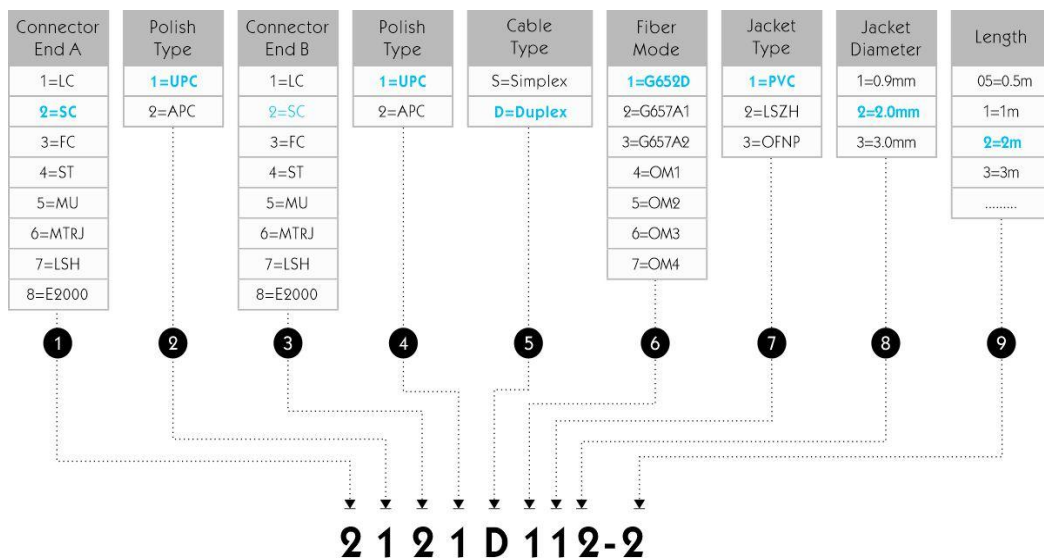 Connector End A
1=LC
2=SC
3=FC
4=ST
5=MU
6=MTRJ
7=LSH
8=E2000
Polish Type
1=UPC
2=APC
Connector End B
1=LC
2=SC
3=FC
4=ST
5=MU
6=MTRJ
7=LSH
8=E2000
Polish Type
1=UPC
2=APC
Cable Type
S=Simplex
D=Duplex
Fiber Mode
1=G652D
2=G657A1
3=G657A2
4=OM1
5=OM2
6=OM3
7=OM4
Jacket Type
1=PVC
2=LSZH
3=OFNP
Jacket Diameter
1=0.9mm
2=2.0mm
3=3.0mm
Length
05=0.5m
1=1m
2=2m
3=3m
.........
1 2 3 4 5 6 7 8 9
2 1 2 1 D 1 1 2 - 2